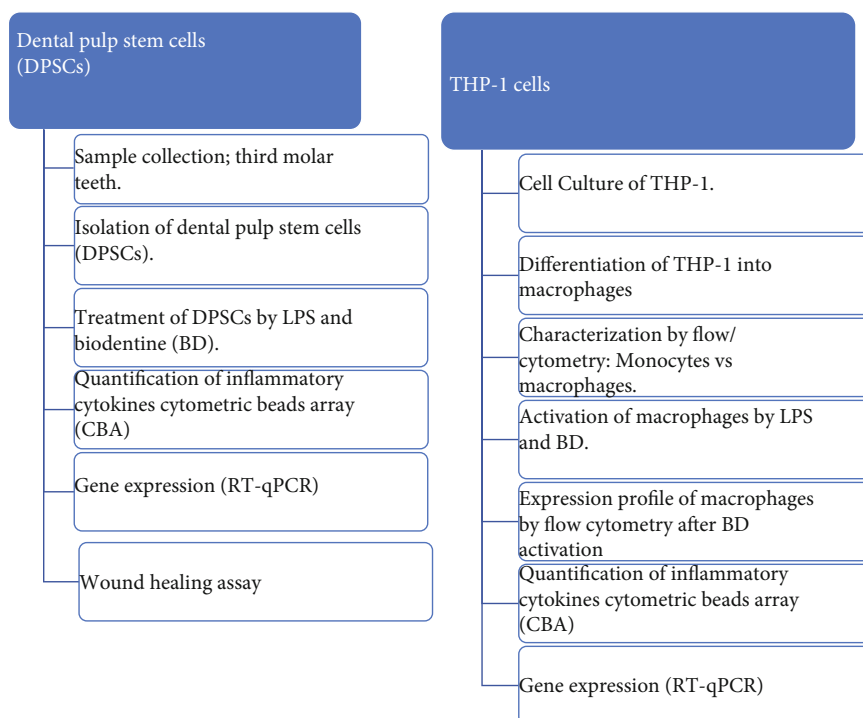 Dental pulp stem cells
(DPSCs)
Sample collection; third molar
teeth.
Isolation of dental pulp stem cells
(DPSCs).
Treatment of DPSCs by LPS and
biodentine (BD).
Quantification of inflammatory
cytokines cytometric beads array
(CBA)
Gene expression (RT-qPCR)
Wound healing assay
THP-1 cells
Cell Culture of THP-1.
Differentiation of THP-1 into
macrophages
Characterization by flow/
cytometry: Monocytes vs
macrophages.
Activation of macrophages by LPS
and BD.
Expression profile of macrophages
by flow cytometry after BD
activation
Quantification of inflammatory
cytokines cytometric beads array
(CBA)
Gene expression (RT-qPCR)